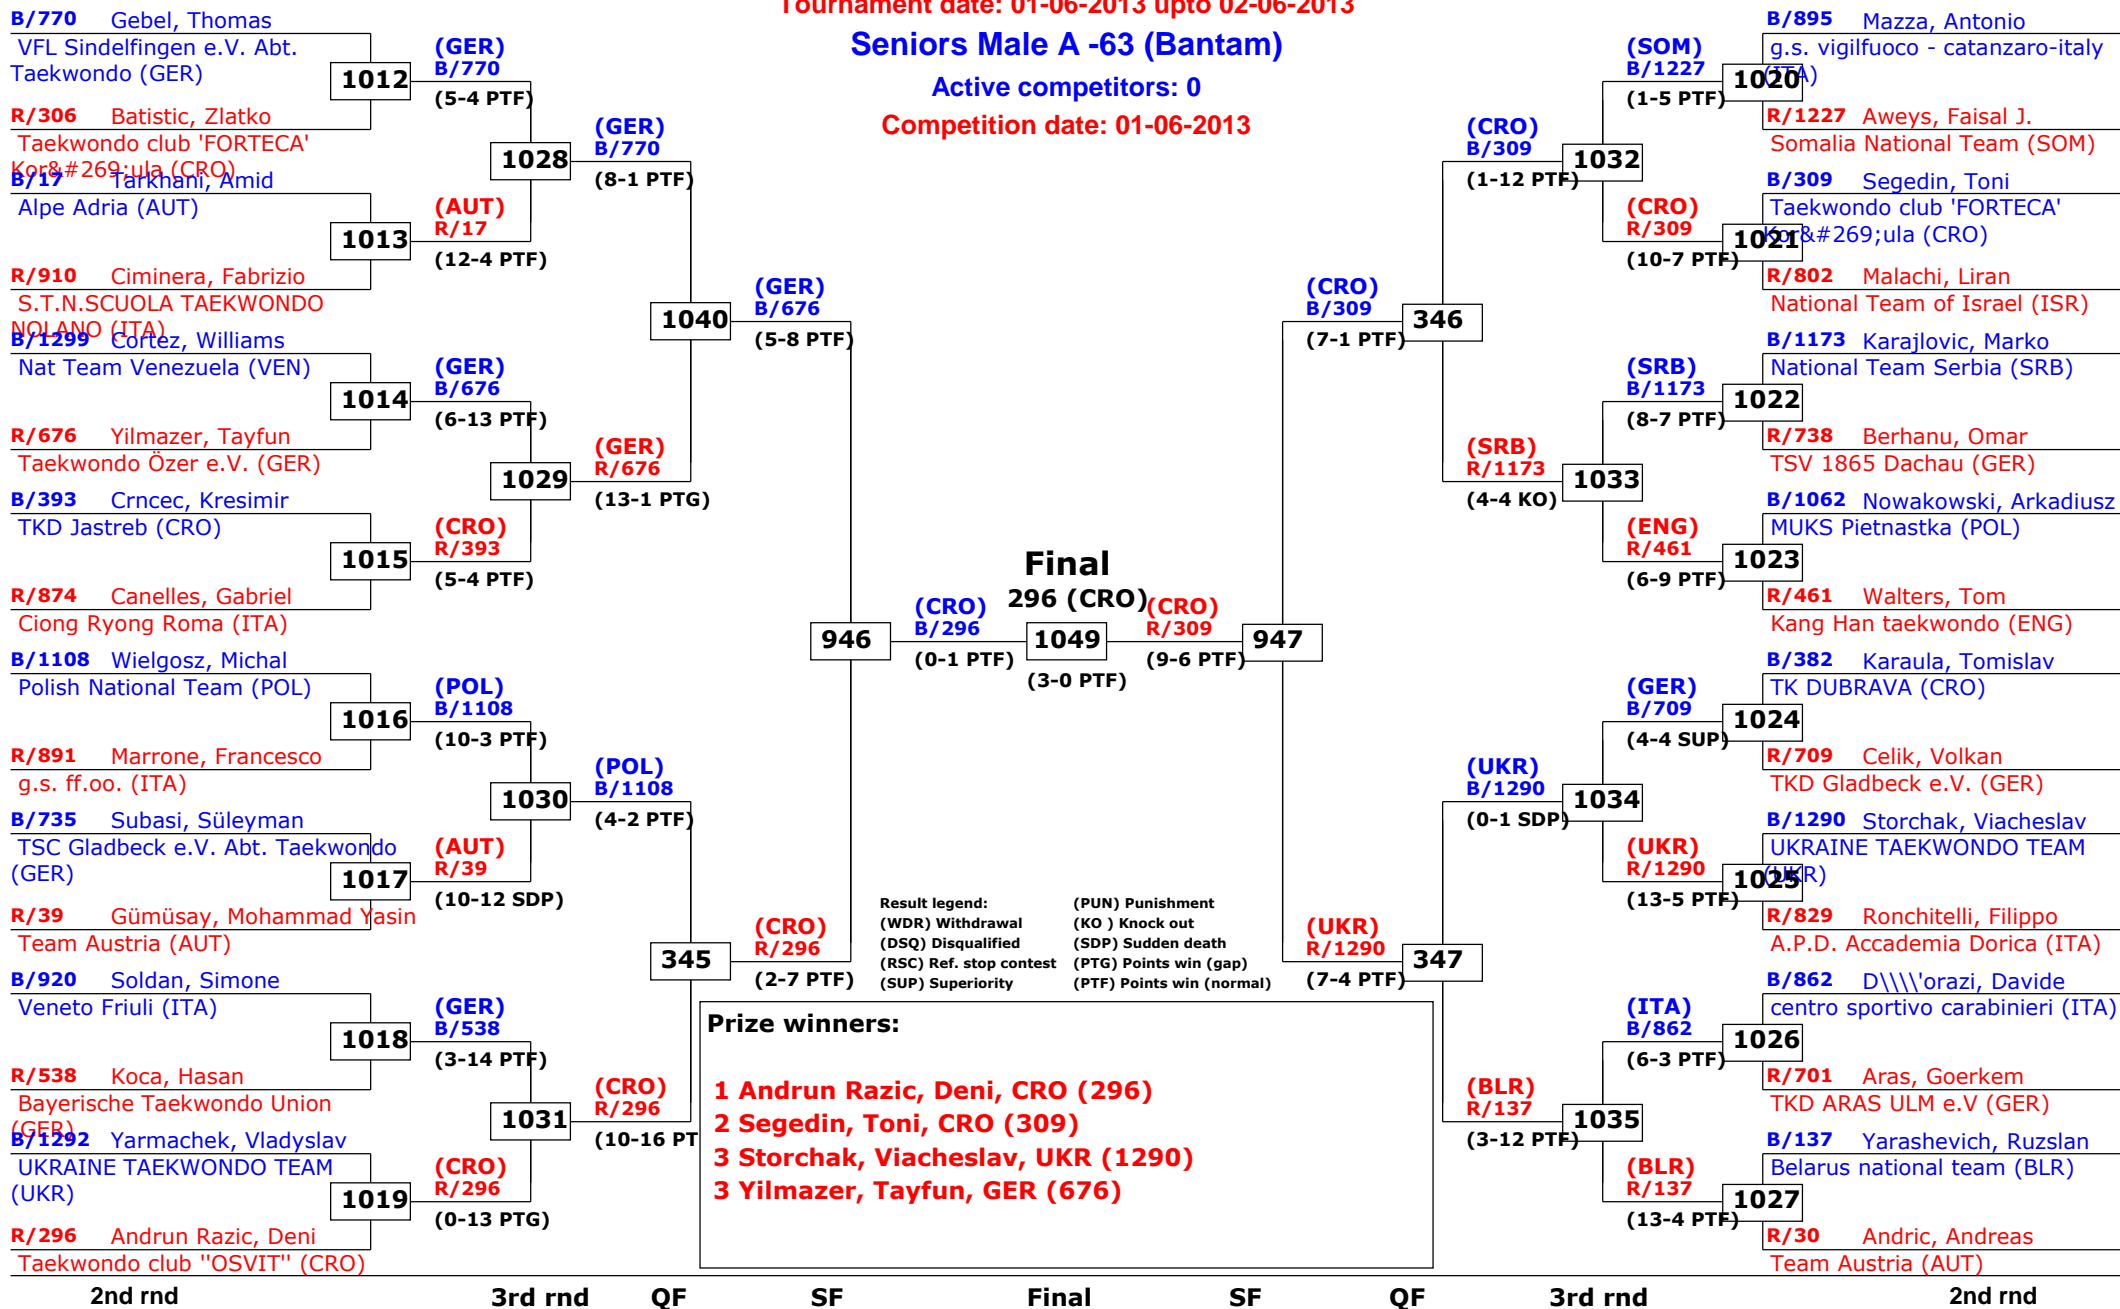 Tournament date: 01-06-2013 upto 02-06-2013
Seniors Male A -63 (Bantam)
Active competitors: 0
Competition date: 01-06-2013
B/770 Gebel, Thomas
VFL Sindelfingen e.V. Abt.
Taekwondo (GER)
1012
R/306 Batistic, Zlatko
Taekwondo club 'FORTECA'
Kor&#269;ula (CRO)
B/17 Tarkhani, Amid
Alpe Adria (AUT)
1013
R/910 Ciminera, Fabrizio
S.T.N.SCUOLA TAEKWONDO
NOLANO (ITA)
B/1299 Cortez, Williams
Nat Team Venezuela (VEN)
1014
R/676 Yilmazer, Tayfun
Taekwondo Özer e.V. (GER)
B/393 Crncec, Kresimir
TKD Jastreb (CRO)
1015
R/874 Canelles, Gabriel
Ciong Ryong Roma (ITA)
B/1108 Wielgosz, Michal
Polish National Team (POL)
1016
R/891 Marrone, Francesco
g.s. ff.oo. (ITA)
B/735 Subasi, Süleyman
TSC Gladbeck e.V. Abt. Taekwondo
(GER)
1017
R/39 Gümüsay, Mohammad Yasin
Team Austria (AUT)
B/920 Soldan, Simone
Veneto Friuli (ITA)
1018
R/538 Koca, Hasan
Bayerische Taekwondo Union
(GER)
B/1292 Yarmachek, Vladyslav
UKRAINE TAEKWONDO TEAM
(UKR)
1019
R/296 Andrun Razic, Deni
Taekwondo club "OSVIT" (CRO)
(GER)
B/770
(5-4 PTF)
1028
(AUT)
R/17
(12-4 PTF)
(GER)
B/676
(6-13 PTF)
1029
(CRO)
R/393
(5-4 PTF)
(POL)
B/1108
(10-3 PTF)
1030
(AUT)
R/39
(10-12 SDP)
(GER)
B/538
(3-14 PTF)
1031
(CRO)
R/296
(0-13 PTG)
(GER)
B/770
(8-1 PTF)
1040
(GER)
R/676
(13-1 PTG)
(POL)
B/1108
(4-2 PTF)
345
(CRO)
R/296
(10-16 PT
(GER)
B/676
(5-8 PTF)
946
(CRO)
R/296
(2-7 PTF)
(CRO)
B/296
(0-1 PTF)
Final
296 (CRO)
1049
(3-0 PTF)
(CRO)
R/309
(9-6 PTF)
947
(CRO)
B/309
(7-1 PTF)
346
(UKR)
R/1290
(7-4 PTF)
347
(CRO)
B/309
(1-12 PTF)
1032
(SRB)
R/1173
(4-4 KO)
1033
(UKR)
B/1290
(0-1 SDP)
1034
(BLR)
R/137
(3-12 PTF)
1035
(SOM)
B/1227
(1-5 PTF)
(CRO)
R/309
(10-7 PTF)
(SRB)
B/1173
(8-7 PTF)
(ENG)
R/461
(6-9 PTF)
(GER)
B/709
(4-4 SUP)
(UKR)
R/1290
(13-5 PTF)
(ITA)
B/862
(6-3 PTF)
(BLR)
R/137
(13-4 PTF)
B/895 Mazza, Antonio
g.s. vigilfuoco - catanzaro-italy
(ITA)
1020
R/1227 Aweys, Faisal J.
Somalia National Team (SOM)
B/309 Segedin, Toni
Taekwondo club 'FORTECA'
Kor&#269;ula (CRO)
1021
R/802 Malachi, Liran
National Team of Israel (ISR)
B/1173 Karajlovic, Marko
National Team Serbia (SRB)
1022
R/738 Berhanu, Omar
TSV 1865 Dachau (GER)
B/1062 Nowakowski, Arkadiusz
MUKS Pietnastka (POL)
1023
R/461 Walters, Tom
Kang Han taekwondo (ENG)
B/382 Karaula, Tomislav
TK DUBRAVA (CRO)
1024
R/709 Celik, Volkan
TKD Gladbeck e.V. (GER)
B/1290 Storchak, Viacheslav
UKRAINE TAEKWONDO TEAM
(UKR)
1025
R/829 Ronchitelli, Filippo
A.P.D. Accademia Dorica (ITA)
B/862 D\\\\'orazi, Davide
centro sportivo carabinieri (ITA)
1026
R/701 Aras, Goerkem
TKD ARAS ULM e.V (GER)
B/137 Yarashevich, Ruzslan
Belarus national team (BLR)
1027
R/30 Andric, Andreas
Team Austria (AUT)
Result legend: (PUN) Punishment
(WDR) Withdrawal (KO ) Knock out
(DSQ) Disqualified (SDP) Sudden death
(RSC) Ref. stop contest (PTG) Points win (gap)
(SUP) Superiority (PTF) Points win (normal)
Prize winners:
1 Andrun Razic, Deni, CRO (296)
2 Segedin, Toni, CRO (309)
3 Storchak, Viacheslav, UKR (1290)
3 Yilmazer, Tayfun, GER (676)
2nd rnd 3rd rnd QF SF Final SF QF 3rd rnd 2nd rnd